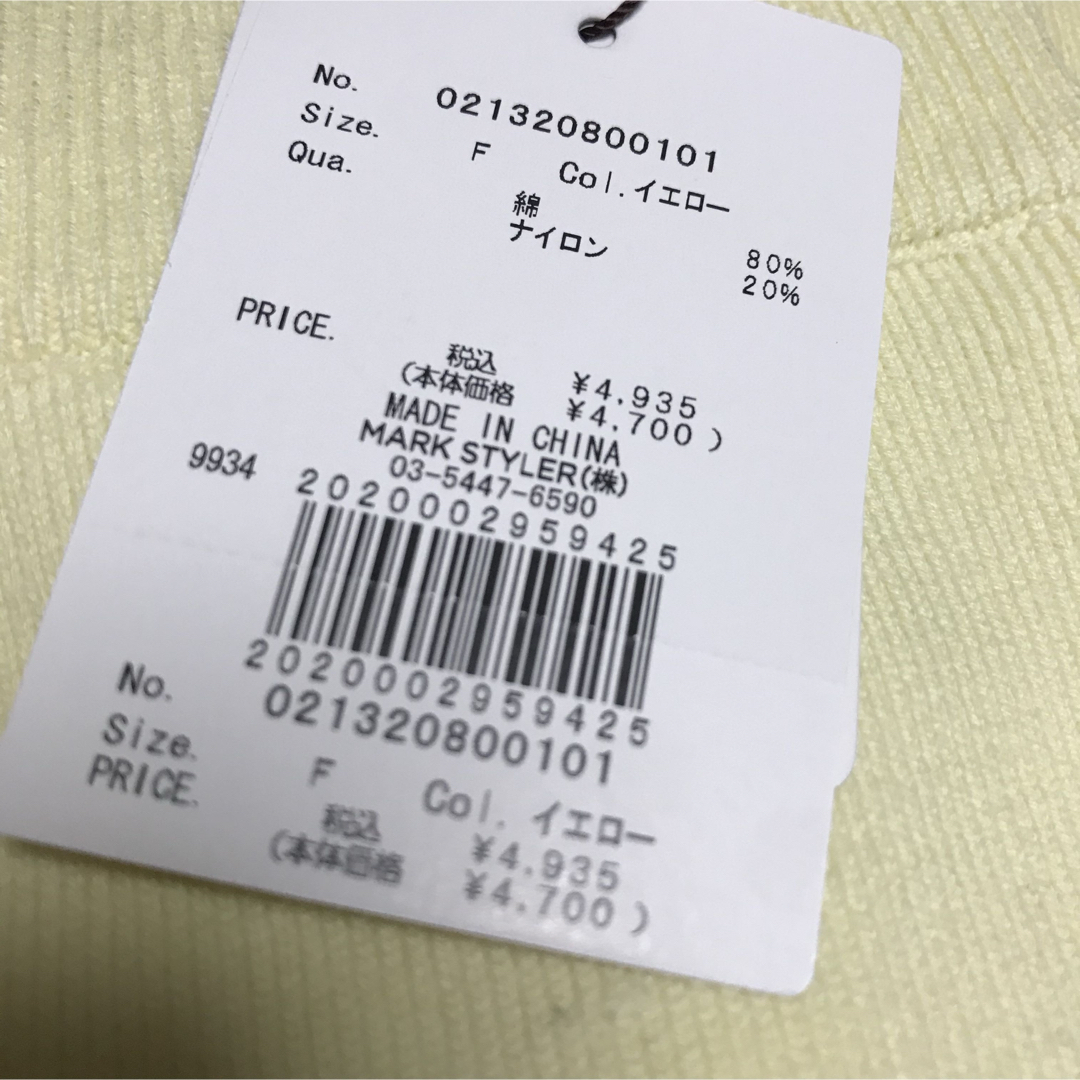 No. 021320800101
Size. F Col.イエロー
Qua. 綿 80%
ナイロン 20%
PRICE.
税込 ¥4,935
(本体価格 ¥4,700 )
MADE IN CHINA
MARK STYLER(株)
03-5447-6590
9934
2020002959425
2020002959425
No. 021320800101
Size. F Col. イエロー
PRICE.
税込 ¥4,935
(本体価格 ¥4,700 )